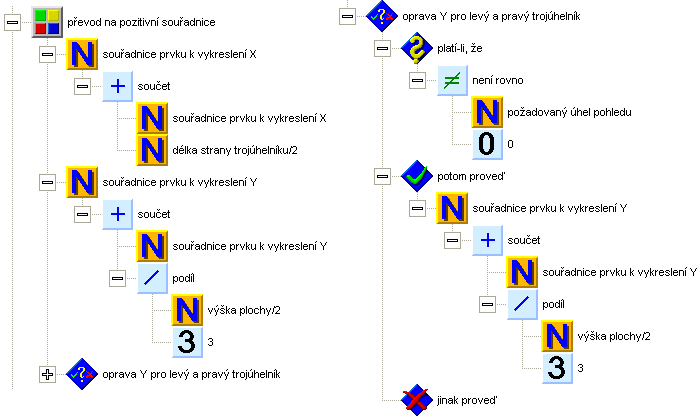 převod na pozitivní souřadnice
N souřadnice prvku k vykreslení X
+ součet
N souřadnice prvku k vykreslení X
N délka strany trojúhelníku/2
N souřadnice prvku k vykreslení Y
+ součet
N souřadnice prvku k vykreslení Y
/ podíl
N výška plochy/2
3 3
oprava Y pro levý a pravý trojúhelník
oprava Y pro levý a pravý trojúhelník
? platí-li, že
≠ není rovno
N požadovaný úhel pohledu
0 0
potom proveď
N souřadnice prvku k vykreslení Y
+ součet
N souřadnice prvku k vykreslení Y
/ podíl
N výška plochy/2
3 3
jinak proveď